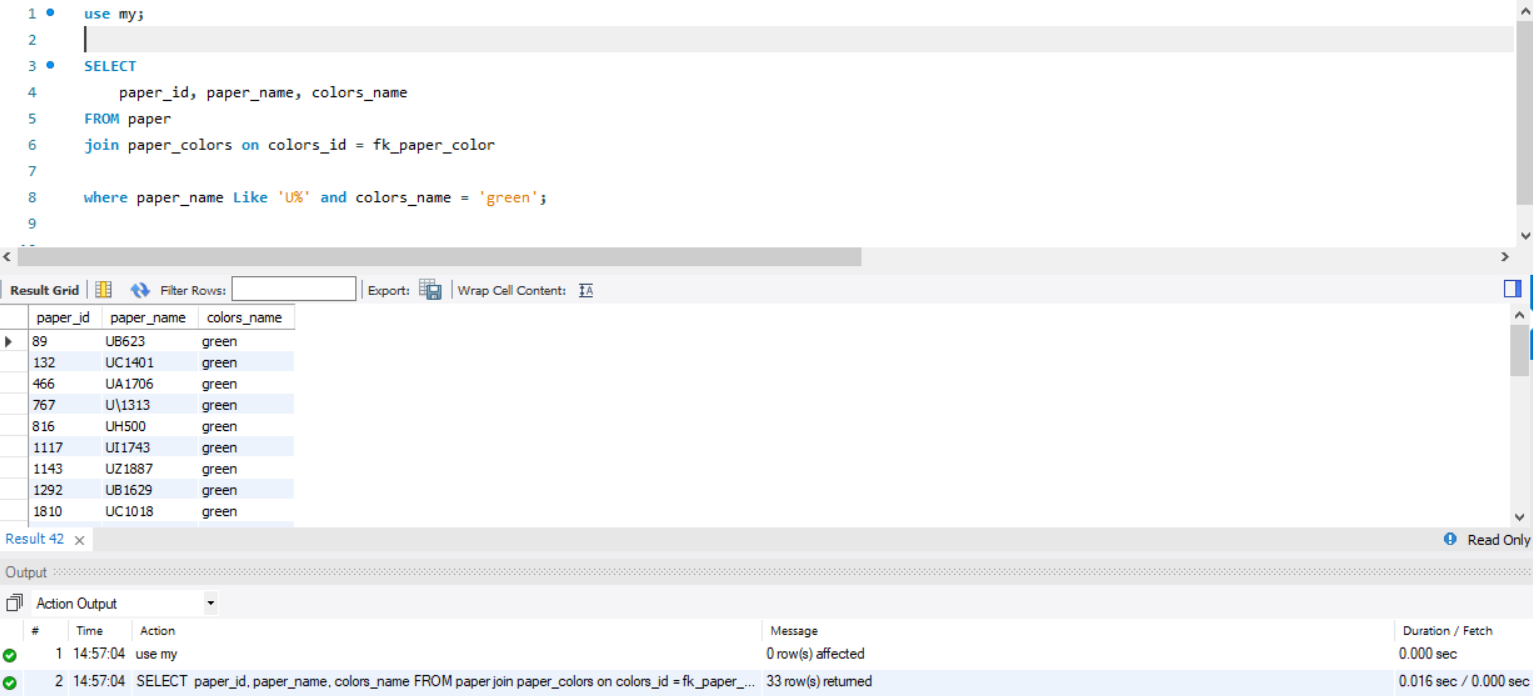 1 use my;
2
3 SELECT
4 paper_id, paper_name, colors_name
5 FROM paper
6 join paper_colors on colors_id = fk_paper_color
7
8 where paper_name Like 'U%' and colors_name = 'green';
9
Result Grid Filter Rows: Export: Wrap Cell Content:
paper_id paper_name colors_name
89 UB623 green
132 UC1401 green
466 UA1706 green
767 U\1313 green
816 UH500 green
1117 UI1743 green
1143 UZ1887 green
1292 UB1629 green
1810 UC1018 green
Result 42 Read Only
Output
Action Output
# Time Action Message Duration / Fetch
1 14:57:04 use my 0 row(s) affected 0.000 sec
2 14:57:04 SELECT paper_id, paper_name, colors_name FROM paper join paper_colors on colors_id = fk_paper_... 33 row(s) returned 0.016 sec / 0.000 sec